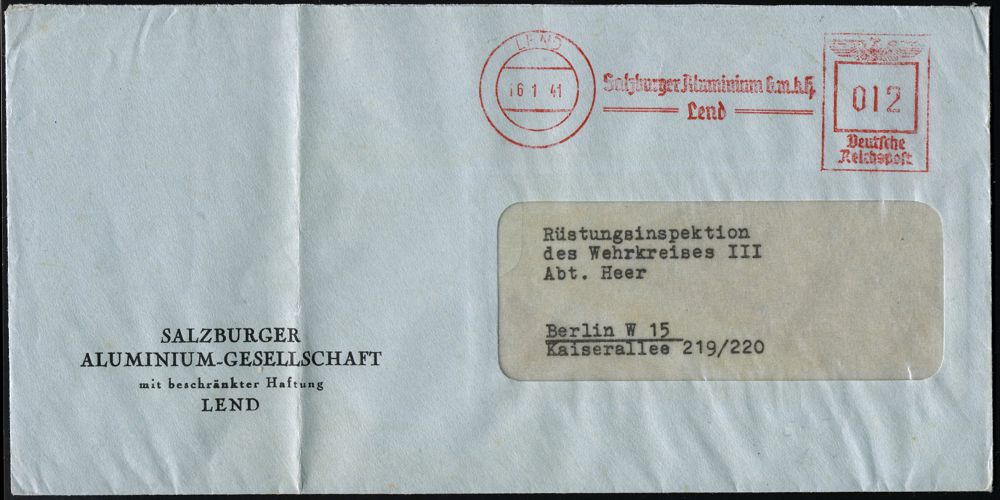 LEND
16 1 41
Salzburger Aluminium G.m.b.H.
Lend
012
Deutsche
Reichspost
Rüstungsinspektion
des Wehrkreises III
Abt. Heer
Berlin W 15
Kaiserallee 219/220
SALZBURGER
ALUMINIUM-GESELLSCHAFT
mit beschränkter Haftung
LEND